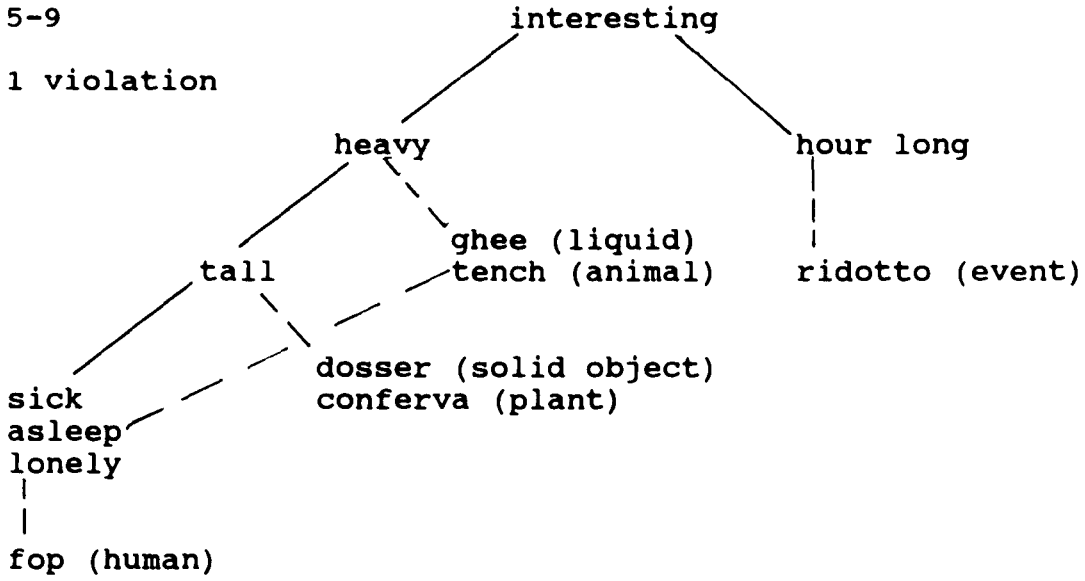 5-9 interesting
1 violation
heavy hour long
ghee (liquid)
tall tench (animal) ridotto (event)
dosser (solid object)
sick conferva (plant)
asleep
lonely
fop (human)